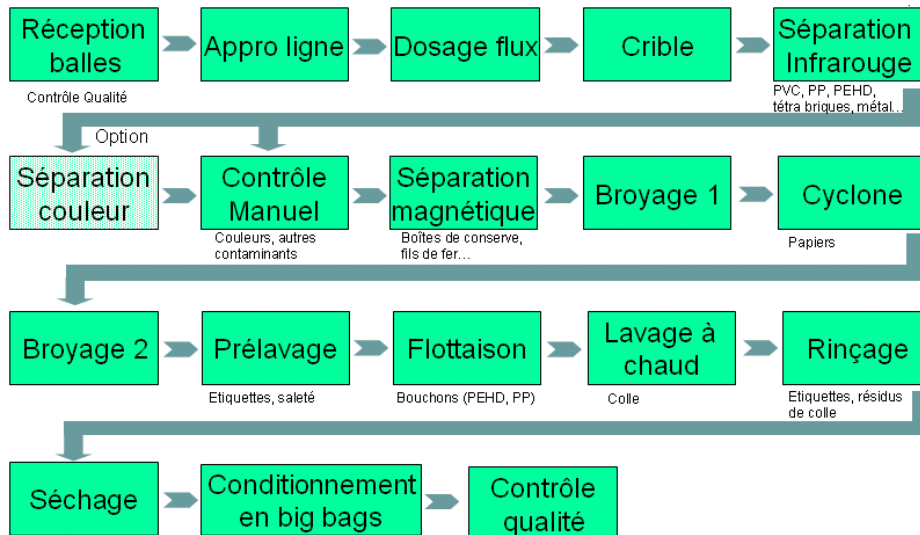 Réception
balles
Appro ligne
Dosage flux
Crible
Séparation
Infrarouge
Contrôle Qualité
PVC, PP, PEHD,
tétra briques, métal...
Option
Séparation
couleur
Contrôle
Manuel
Séparation
magnétique
Broyage 1
Cyclone
Couleurs, autres
contaminants
Boîtes de conserve,
fils de fer...
Papiers
Broyage 2
Prélavage
Flottaison
Lavage à
chaud
Rinçage
Etiquettes, saleté
Bouchons (PEHD, PP)
Colle
Etiquettes, résidus
de colle
Séchage
Conditionnement
en big bags
Contrôle
qualité